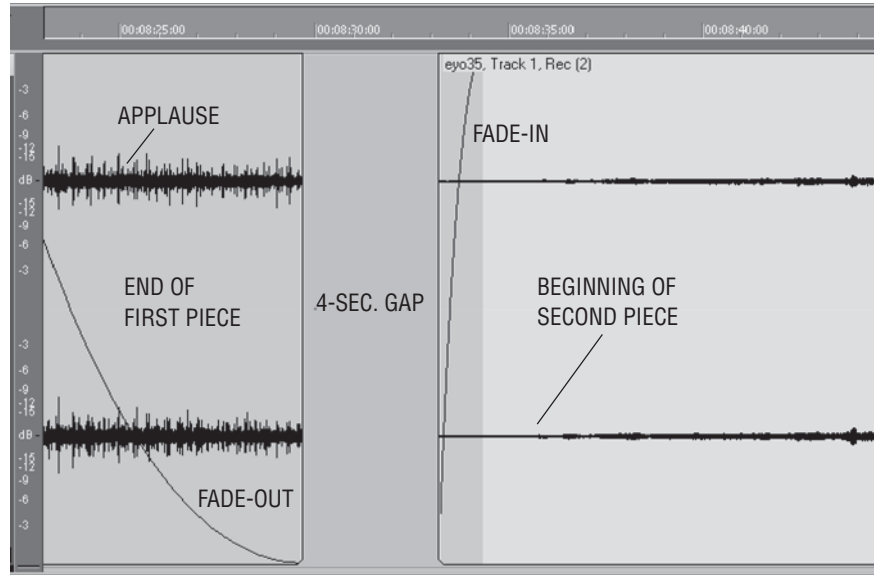 00:08:25:00 00:08:30:00 00:08:35:00 00:08:40:00
eyo35, Track 1, Rec (2)
-3
-6
-9
-12
-15
dB
-15
-12
-9
-6
-3
-3
-6
-9
-12
-15
dB
-15
-12
-9
-6
-3
APPLAUSE
FADE-IN
END OF
FIRST PIECE
4-SEC. GAP
BEGINNING OF
SECOND PIECE
FADE-OUT